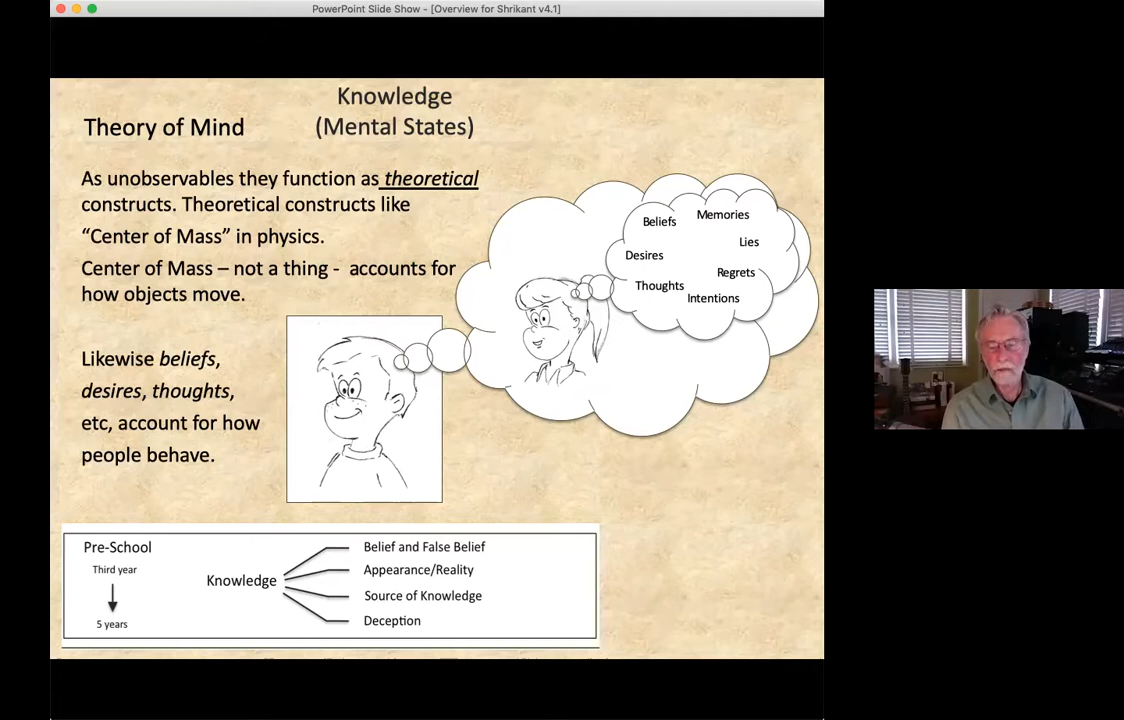 PowerPoint Slide Show - [Overview for Shrikant v4.1]
Knowledge
(Mental States)
Theory of Mind
As unobservables they function as theoretical
constructs. Theoretical constructs like
“Center of Mass” in physics.
Center of Mass – not a thing - accounts for
how objects move.
Likewise beliefs,
desires, thoughts,
etc, account for how
people behave.
Beliefs
Memories
Lies
Desires
Regrets
Thoughts
Intentions
Pre-School
Third year
5 years
Knowledge
Belief and False Belief
Appearance/Reality
Source of Knowledge
Deception